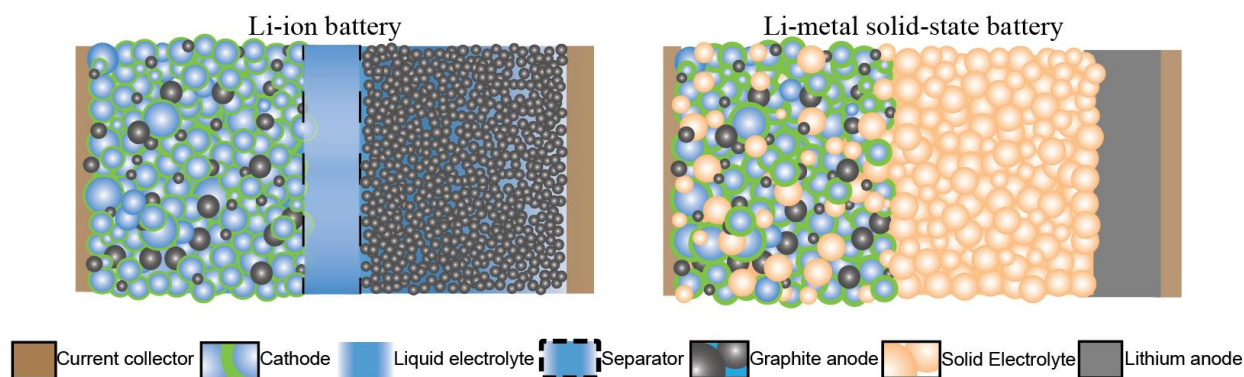 Li-ion battery
Li-metal solid-state battery
Current collector
Cathode
Liquid electrolyte
Separator
Graphite anode
Solid Electrolyte
Lithium anode